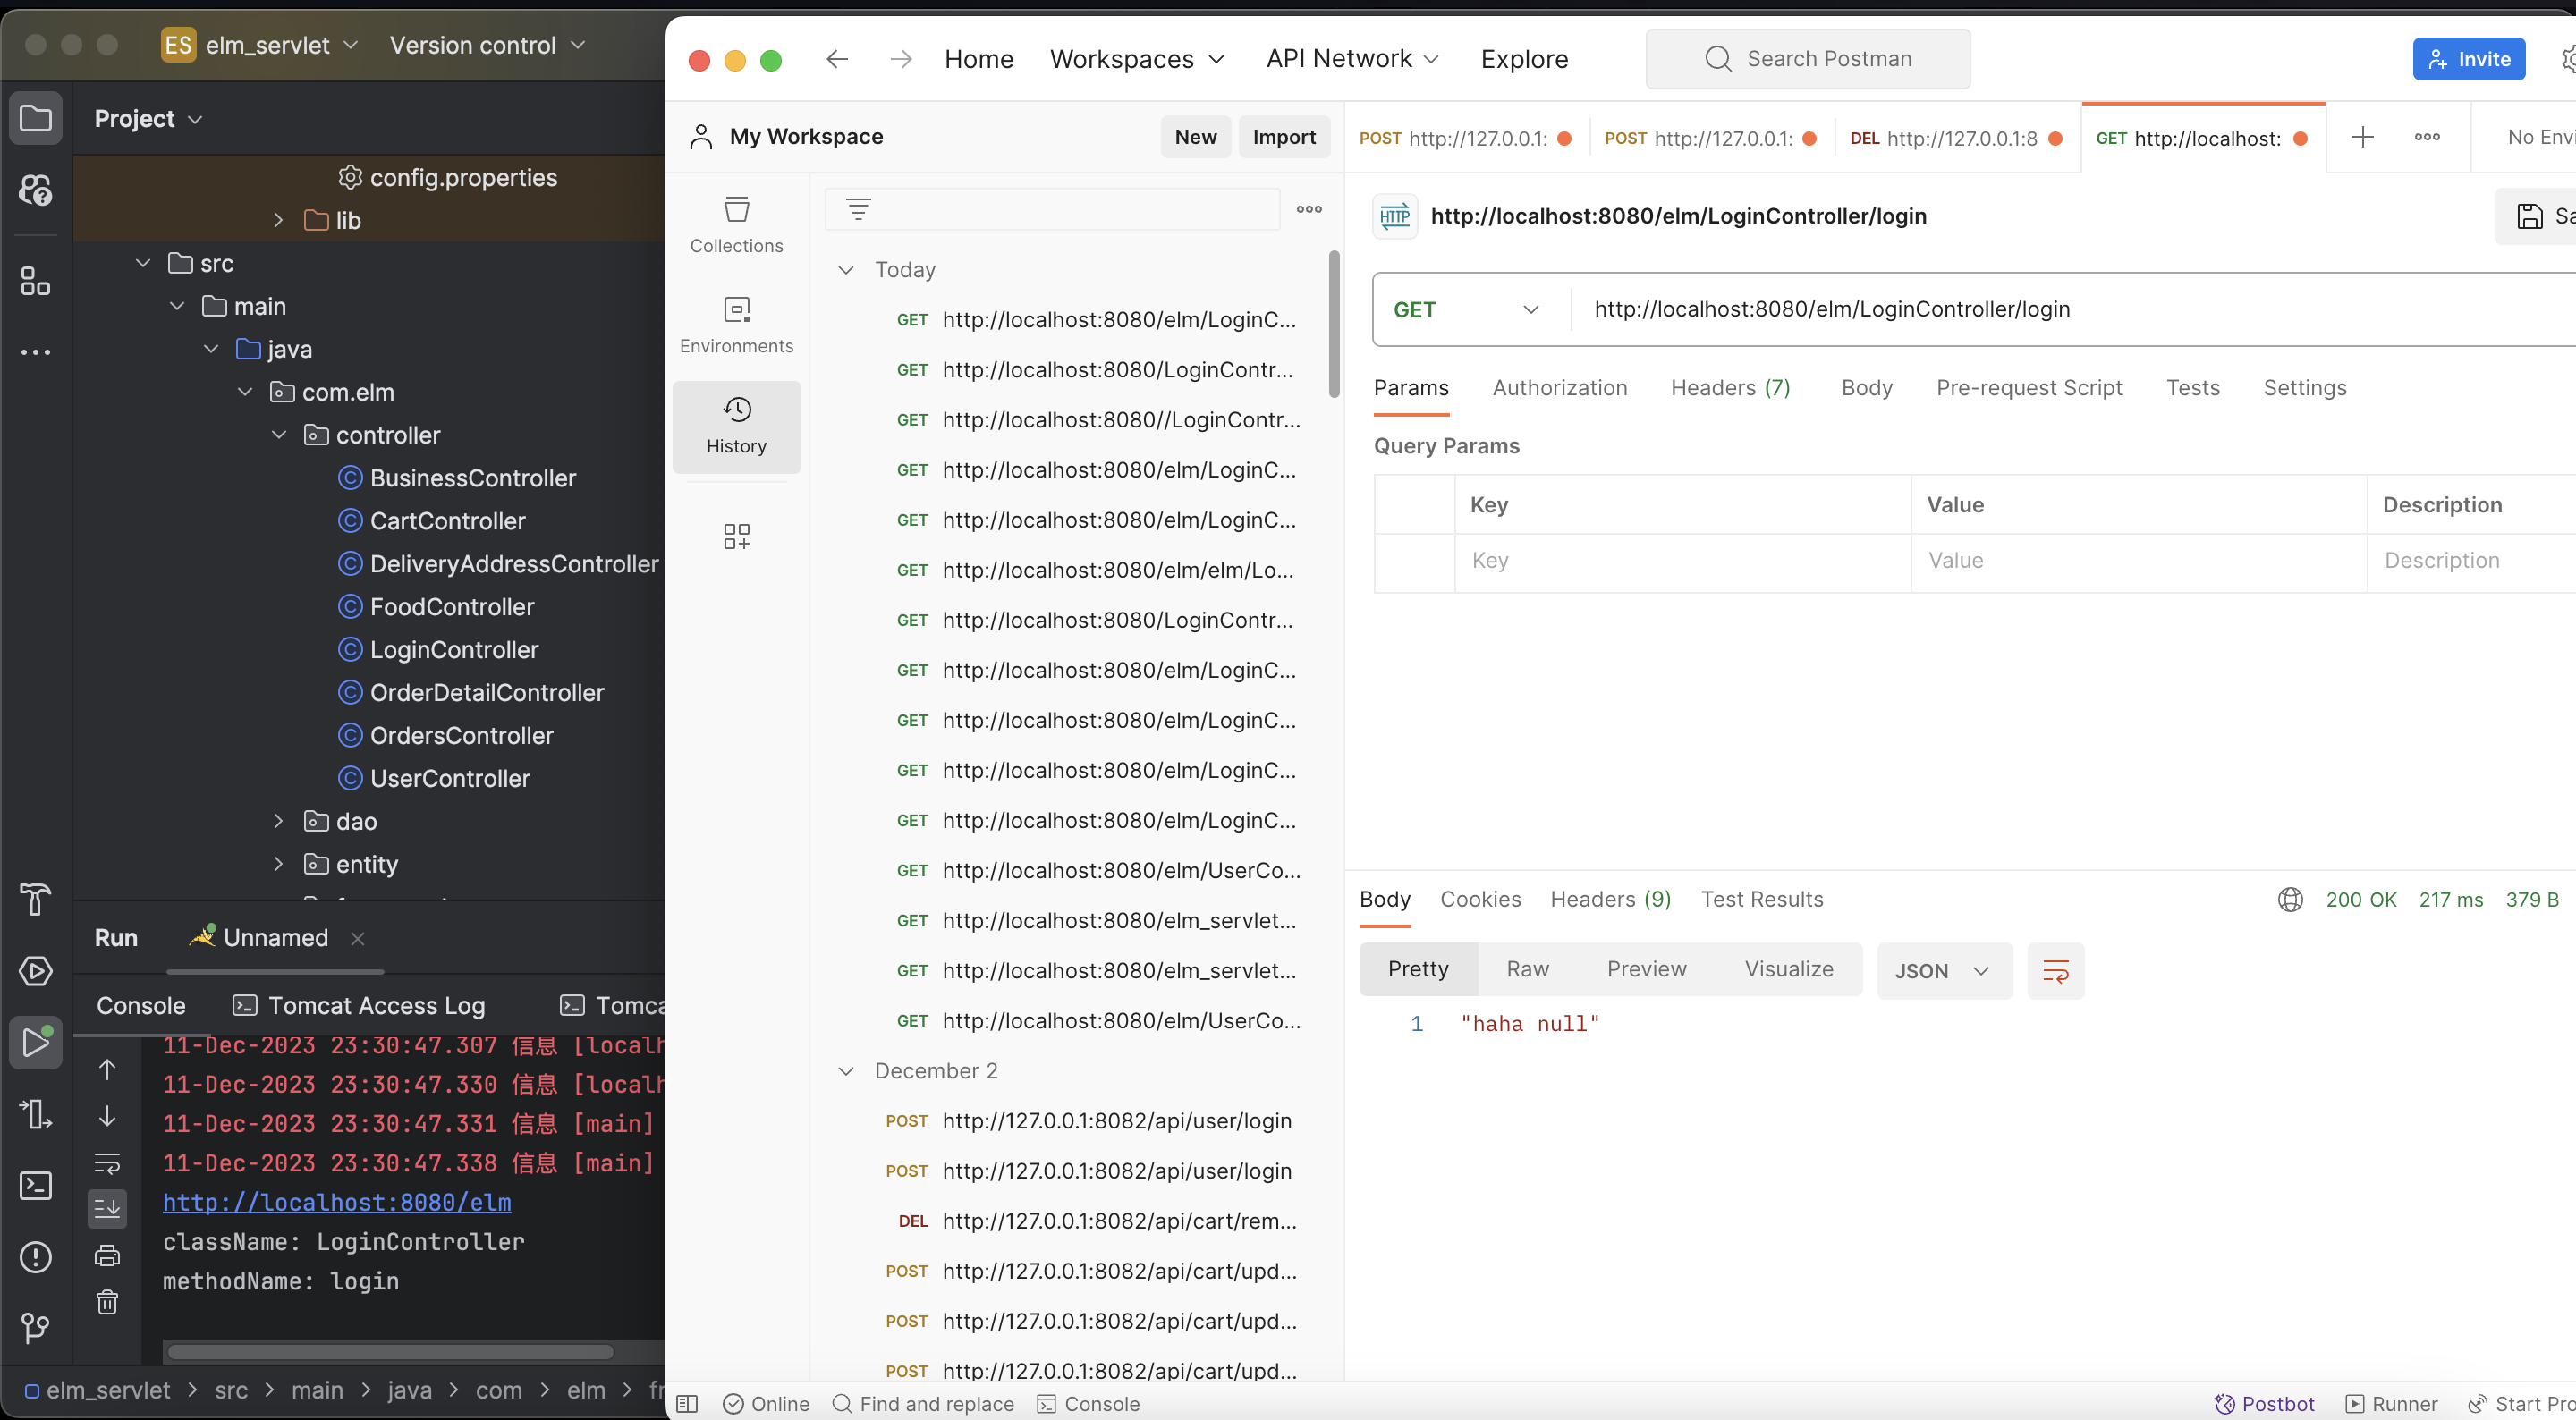 ES elm_servlet Version control
Project
config.properties
lib
src
main
java
com.elm
controller
BusinessController
CartController
DeliveryAddressController
FoodController
LoginController
OrderDetailController
OrdersController
UserController
dao
entity
Run Unnamed
Console Tomcat Access Log Tomca
11-Dec-2023 23:30:47.307 信息 [localh
11-Dec-2023 23:30:47.330 信息 [localh
11-Dec-2023 23:30:47.331 信息 [main]
11-Dec-2023 23:30:47.338 信息 [main]
http://localhost:8080/elm
className: LoginController
methodName: login
elm_servlet > src > main > java > com > elm > fr
Home Workspaces API Network Explore Search Postman Invite
My Workspace New Import
Collections
Environments
History
Today
GET http://localhost:8080/elm/LoginC...
GET http://localhost:8080/LoginContr...
GET http://localhost:8080//LoginContr...
GET http://localhost:8080/elm/LoginC...
GET http://localhost:8080/elm/LoginC...
GET http://localhost:8080/elm/elm/Lo...
GET http://localhost:8080/LoginContr...
GET http://localhost:8080/elm/LoginC...
GET http://localhost:8080/elm/LoginC...
GET http://localhost:8080/elm/LoginC...
GET http://localhost:8080/elm/LoginC...
GET http://localhost:8080/elm/UserCo...
GET http://localhost:8080/elm_servlet...
GET http://localhost:8080/elm_servlet...
GET http://localhost:8080/elm/UserCo...
December 2
POST http://127.0.0.1:8082/api/user/login
POST http://127.0.0.1:8082/api/user/login
DEL http://127.0.0.1:8082/api/cart/rem...
POST http://127.0.0.1:8082/api/cart/upd...
POST http://127.0.0.1:8082/api/cart/upd...
POST http://127.0.0.1:8082/api/cart/upd...
POST http://127.0.0.1: POST http://127.0.0.1: DEL http://127.0.0.1:8 GET http://localhost: No Envi
HTTP http://localhost:8080/elm/LoginController/login Sa
GET http://localhost:8080/elm/LoginController/login
Params Authorization Headers (7) Body Pre-request Script Tests Settings
Query Params
Key Value Description
Key Value Description
Body Cookies Headers (9) Test Results 200 OK 217 ms 379 B
Pretty Raw Preview Visualize JSON
1 "haha null"
Online Find and replace Console Postbot Runner Start Pro